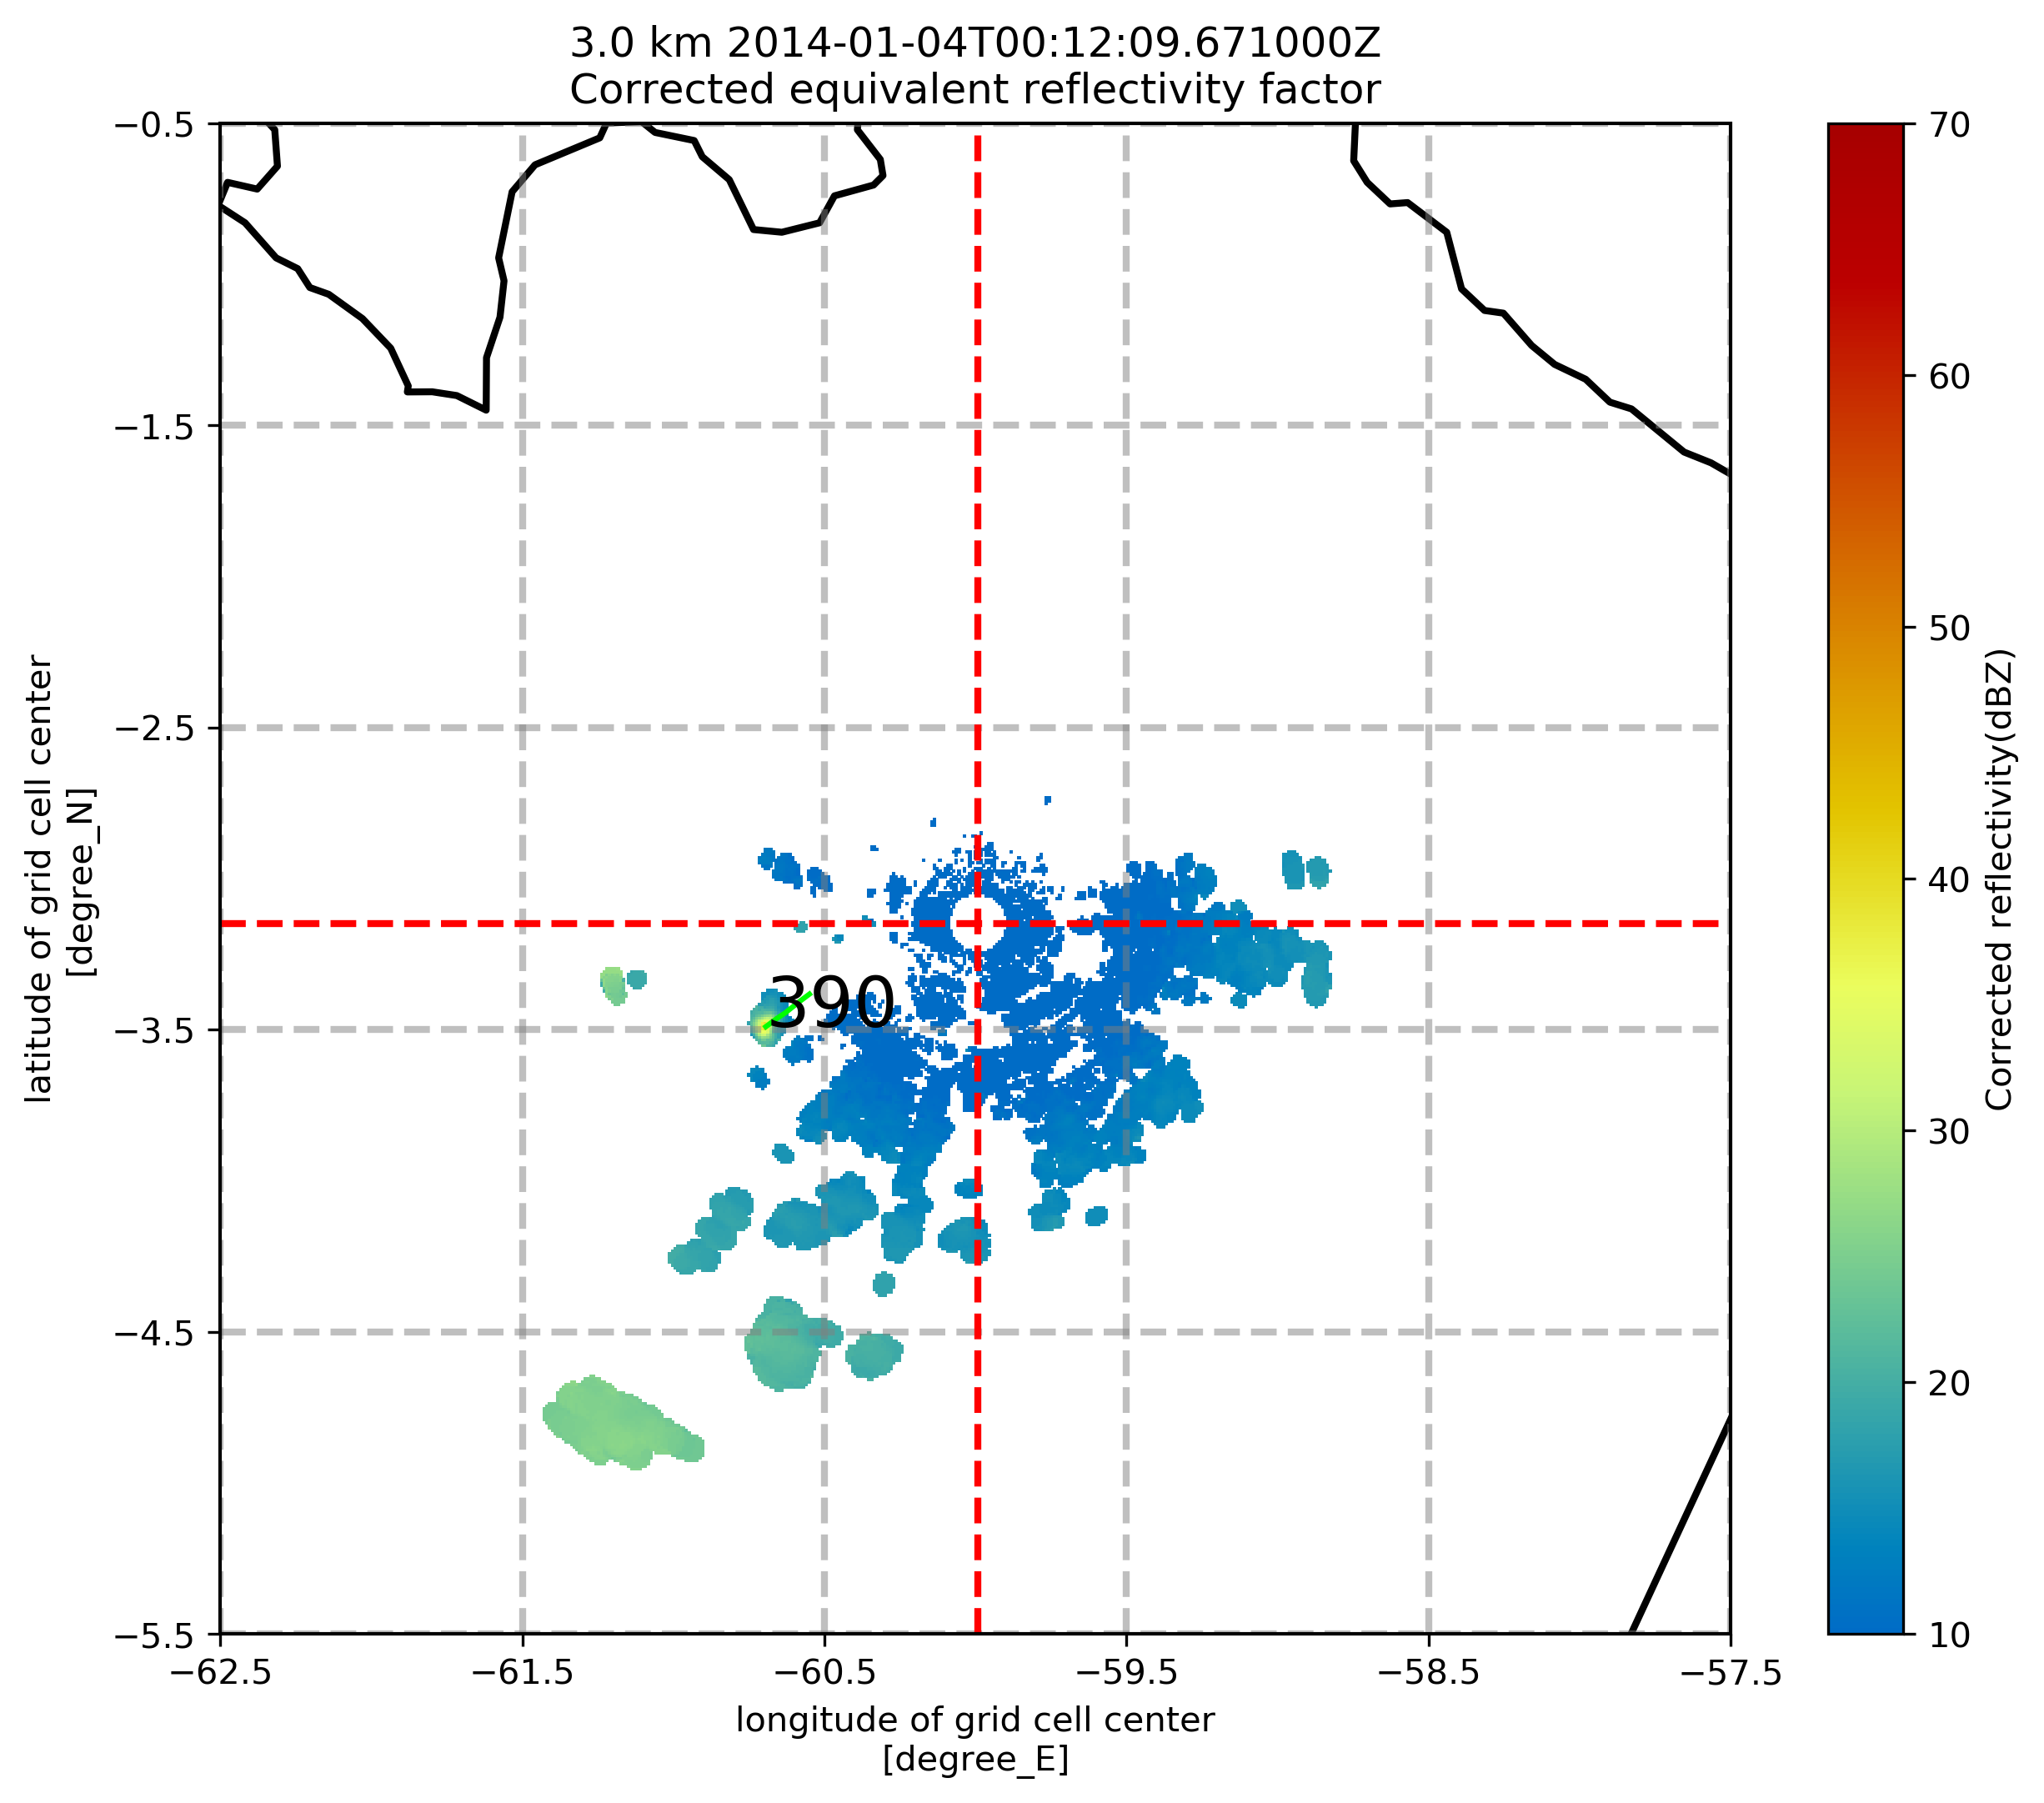 3.0 km 2014-01-04T00:12:09.671000Z
Corrected equivalent reflectivity factor
−0.5
−1.5
−2.5
−3.5
−4.5
−5.5
latitude of grid cell center
[degree_N]
390
−62.5
−61.5
−60.5
−59.5
−58.5
−57.5
longitude of grid cell center
[degree_E]
70
60
50
40
30
20
10
Corrected reflectivity(dBZ)